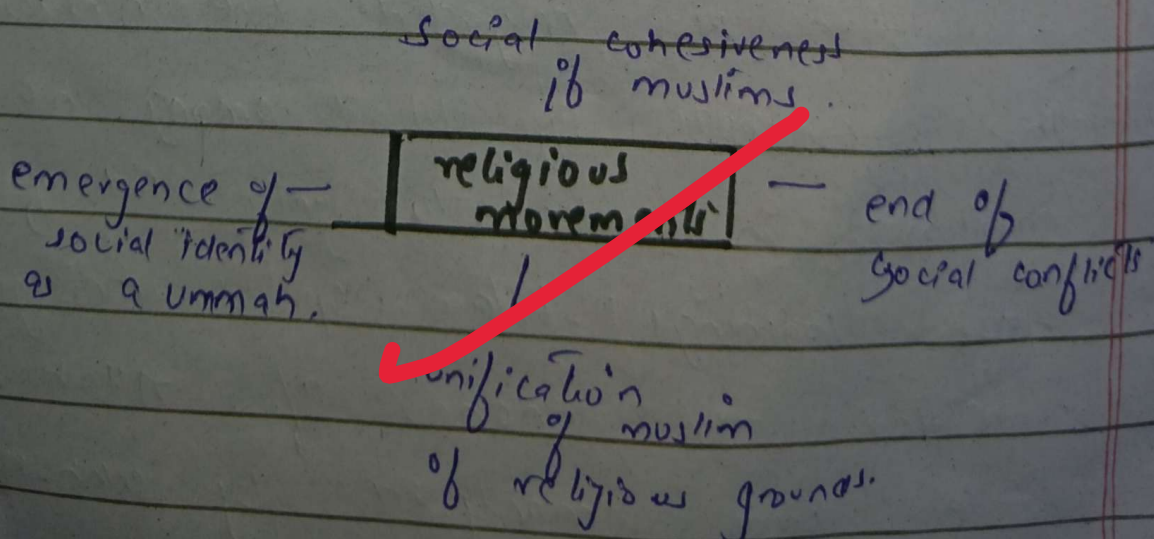 social cohesiveness
of muslims.
religious
movements
emergence of
social identity
as a ummah.
end of
social conflicts
unification
of muslim
of religious grounds.